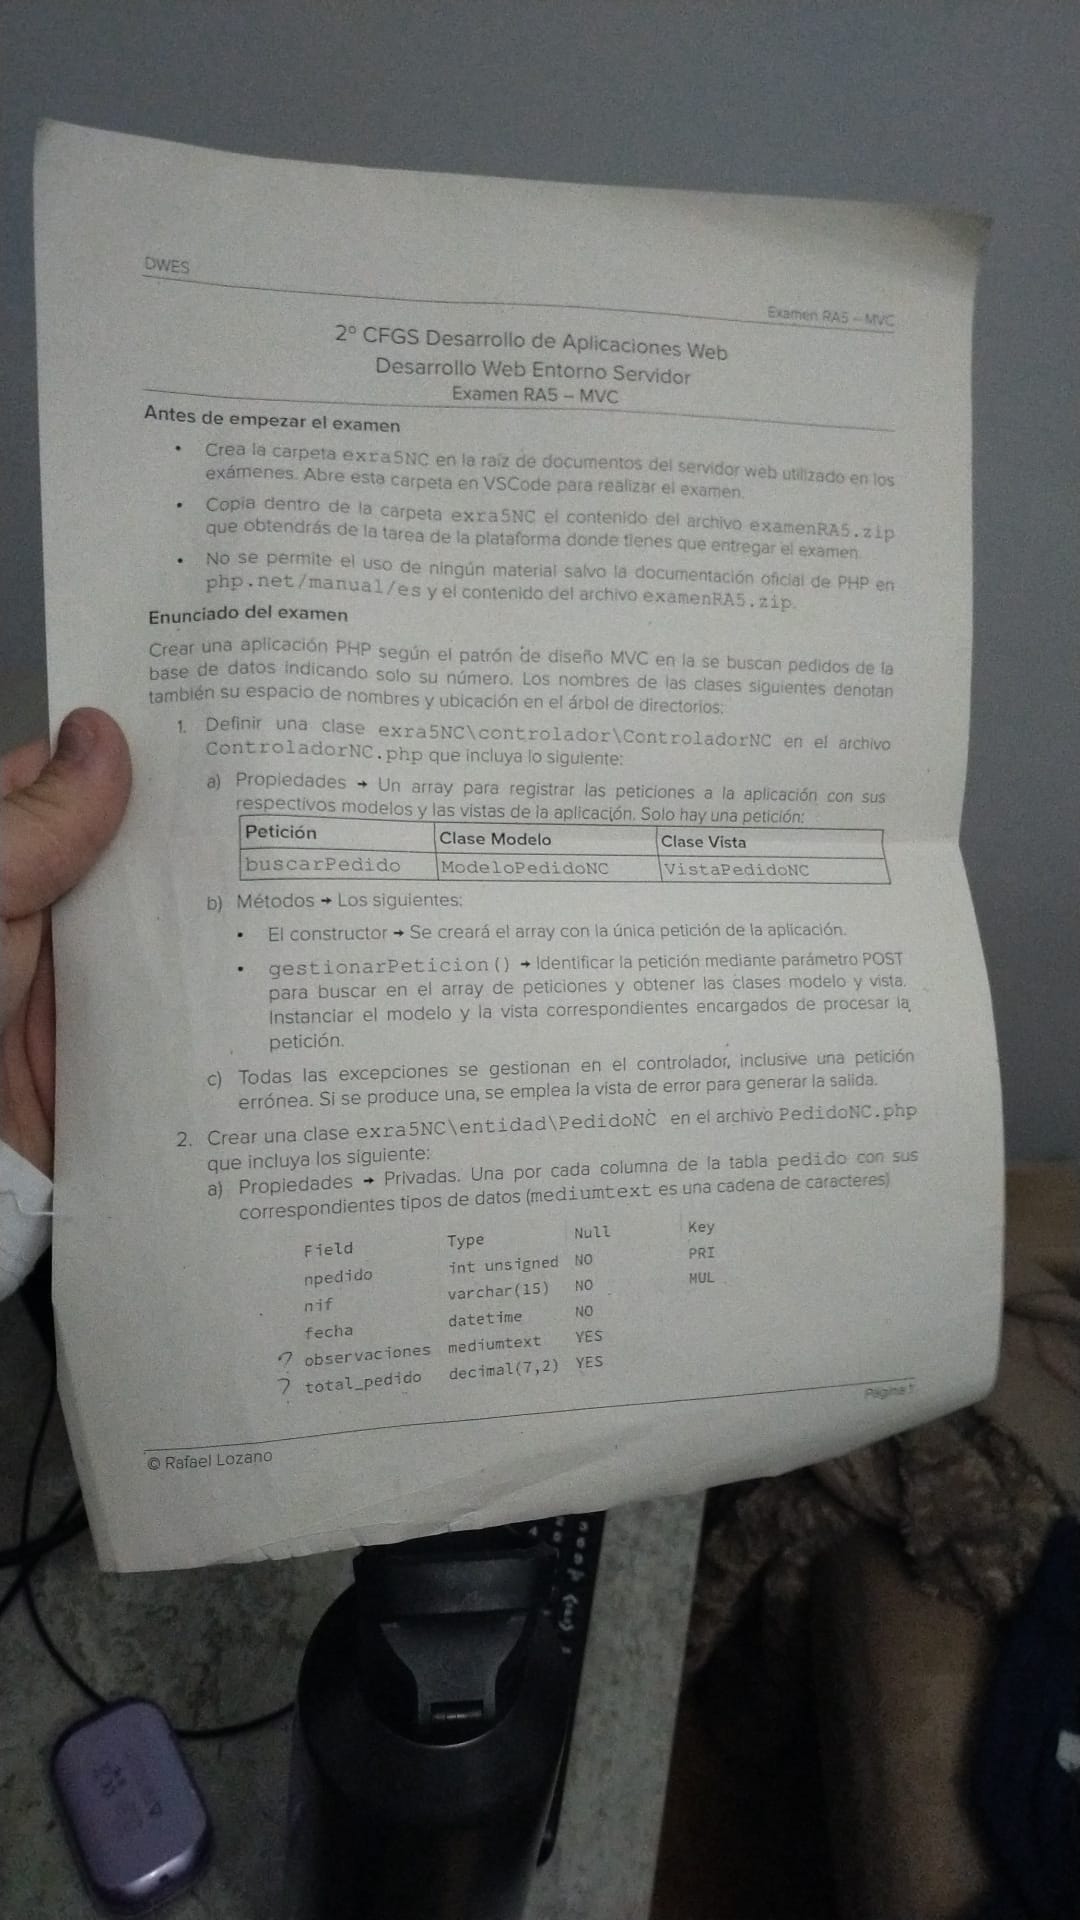 DWES
Examen RA5 – MVC
2º CFGS Desarrollo de Aplicaciones Web
Desarrollo Web Entorno Servidor
Examen RA5 – MVC
Antes de empezar el examen
• Crea la carpeta exra5NC en la raíz de documentos del servidor web utilizado en los
exámenes. Abre esta carpeta en VSCode para realizar el examen.
• Copia dentro de la carpeta exra5NC el contenido del archivo examenRA5.zip
que obtendrás de la tarea de la plataforma donde tienes que entregar el examen.
• No se permite el uso de ningún material salvo la documentación oficial de PHP en
php.net/manual/es y el contenido del archivo examenRA5.zip.
Enunciado del examen
Crear una aplicación PHP según el patrón de diseño MVC en la se buscan pedidos de la
base de datos indicando solo su número. Los nombres de las clases siguientes denotan
también su espacio de nombres y ubicación en el árbol de directorios:
1. Definir una clase exra5NC\controlador\ControladorNC en el archivo
ControladorNC.php que incluya lo siguiente:
a) Propiedades → Un array para registrar las peticiones a la aplicación con sus
respectivos modelos y las vistas de la aplicación. Solo hay una petición:
Petición Clase Modelo Clase Vista
buscarPedido ModeloPedidoNC VistaPedidoNC
b) Métodos → Los siguientes:
• El constructor → Se creará el array con la única petición de la aplicación.
• gestionarPeticion() → Identificar la petición mediante parámetro POST
para buscar en el array de peticiones y obtener las clases modelo y vista.
Instanciar el modelo y la vista correspondientes encargados de procesar la
petición.
c) Todas las excepciones se gestionan en el controlador, inclusive una petición
errónea. Si se produce una, se emplea la vista de error para generar la salida.
2. Crear una clase exra5NC\entidad\PedidoNC en el archivo PedidoNC.php
que incluya los siguiente:
a) Propiedades → Privadas. Una por cada columna de la tabla pedido con sus
correspondientes tipos de datos (mediumtext es una cadena de caracteres)
Field Type Null Key
npedido int unsigned NO PRI
nif varchar(15) NO MUL
fecha datetime NO
? observaciones mediumtext YES
? total_pedido decimal(7,2) YES
Página 1
© Rafael Lozano